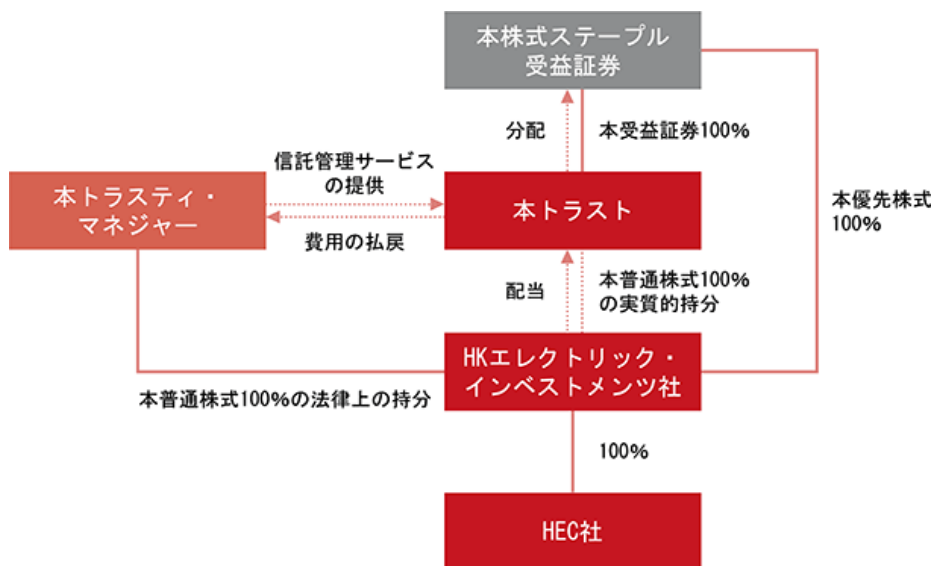 本株式ステープル
受益証券
分配
本受益証券100%
信託管理サービス
の提供
本トラスティ・
マネジャー
本トラスト
本優先株式
100%
費用の払戻
配当
本普通株式100%
の実質的持分
HKエレクトリック・
インベストメンツ社
本普通株式100%の法律上の持分
100%
HEC社